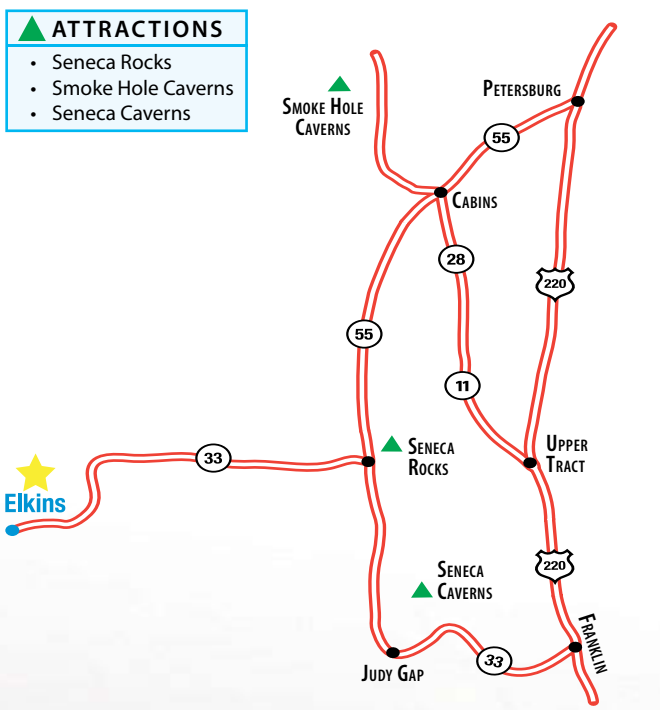 ATTRACTIONS
• Seneca Rocks
• Smoke Hole Caverns
• Seneca Caverns
SMOKE HOLE
CAVERNS
PETERSBURG
55
CABINS
28
220
55
11
33
SENECA
ROCKS
UPPER
TRACT
Elkins
SENECA
CAVERNS
220
FRANKLIN
JUDY GAP
33